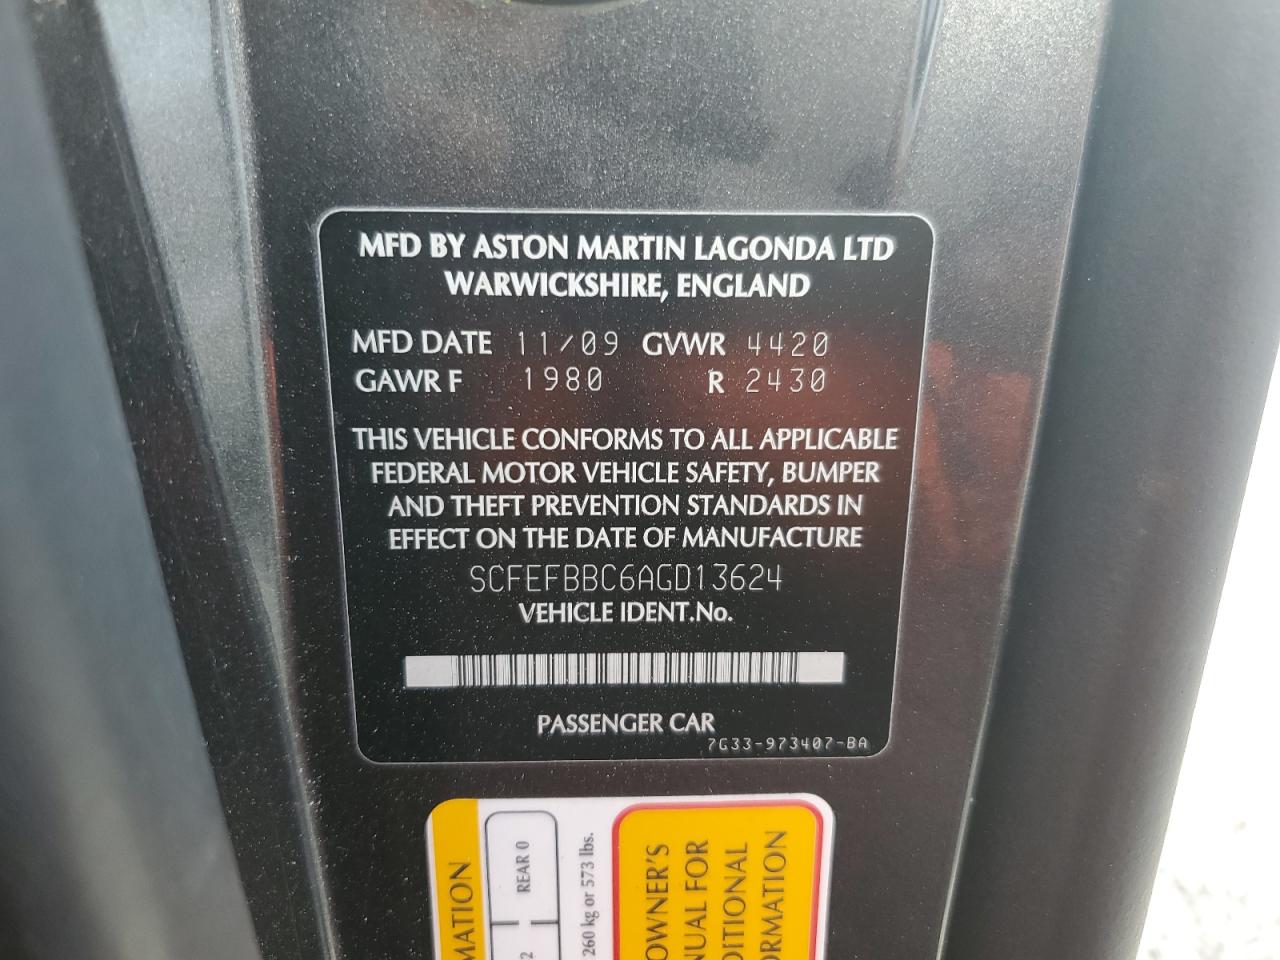 MFD BY ASTON MARTIN LAGONDA LTD
WARWICKSHIRE, ENGLAND
MFD DATE 11/09 GVWR 4420
GAWR F 1980 R 2430
THIS VEHICLE CONFORMS TO ALL APPLICABLE
FEDERAL MOTOR VEHICLE SAFETY, BUMPER
AND THEFT PREVENTION STANDARDS IN
EFFECT ON THE DATE OF MANUFACTURE
SCFEFBBC6AGD13624
VEHICLE IDENT.No.
PASSENGER CAR
7G33-973407-BA
MATION
REAR 0
2
260 kg or 573 lbs.
OWNER'S
NUAL FOR
DITIONAL
ORMATION